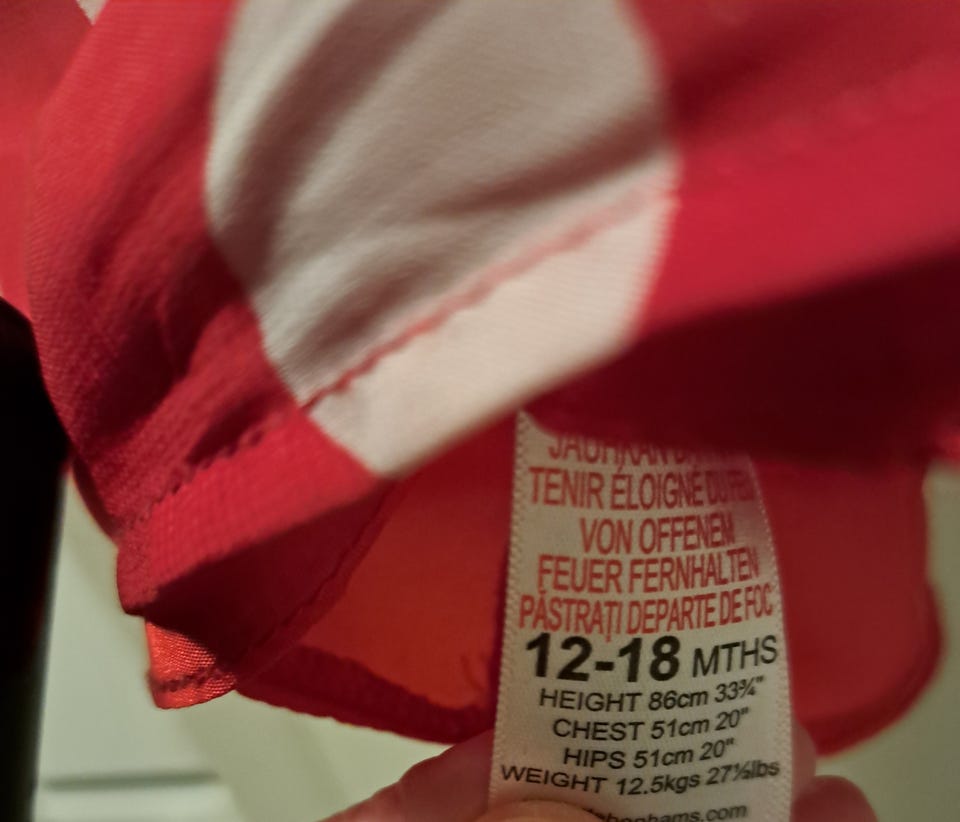 TENIR ÉLOIGNÉ DU FEU
VON OFFENEM
FEUER FERNHALTEN
PĂSTRAȚI DEPARTE DE FOC
12-18 MTHS
HEIGHT 86cm 33¾"
CHEST 51cm 20"
HIPS 51cm 20"
WEIGHT 12.5kgs 27½lbs